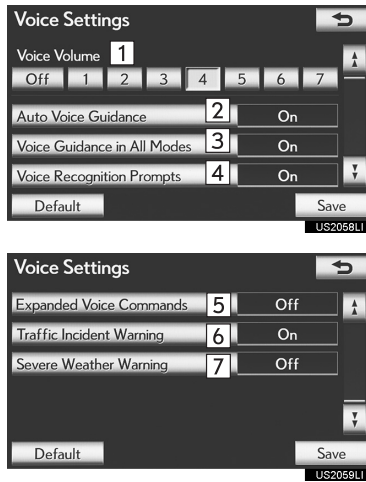 Voice Settings
Voice Volume 1
Off 1 2 3 4 5 6 7
Auto Voice Guidance 2 On
Voice Guidance in All Modes 3 On
Voice Recognition Prompts 4 On
Default Save
US2058LI
Voice Settings
Expanded Voice Commands 5 Off
Traffic Incident Warning 6 On
Severe Weather Warning 7 Off
Default Save
US2059LI